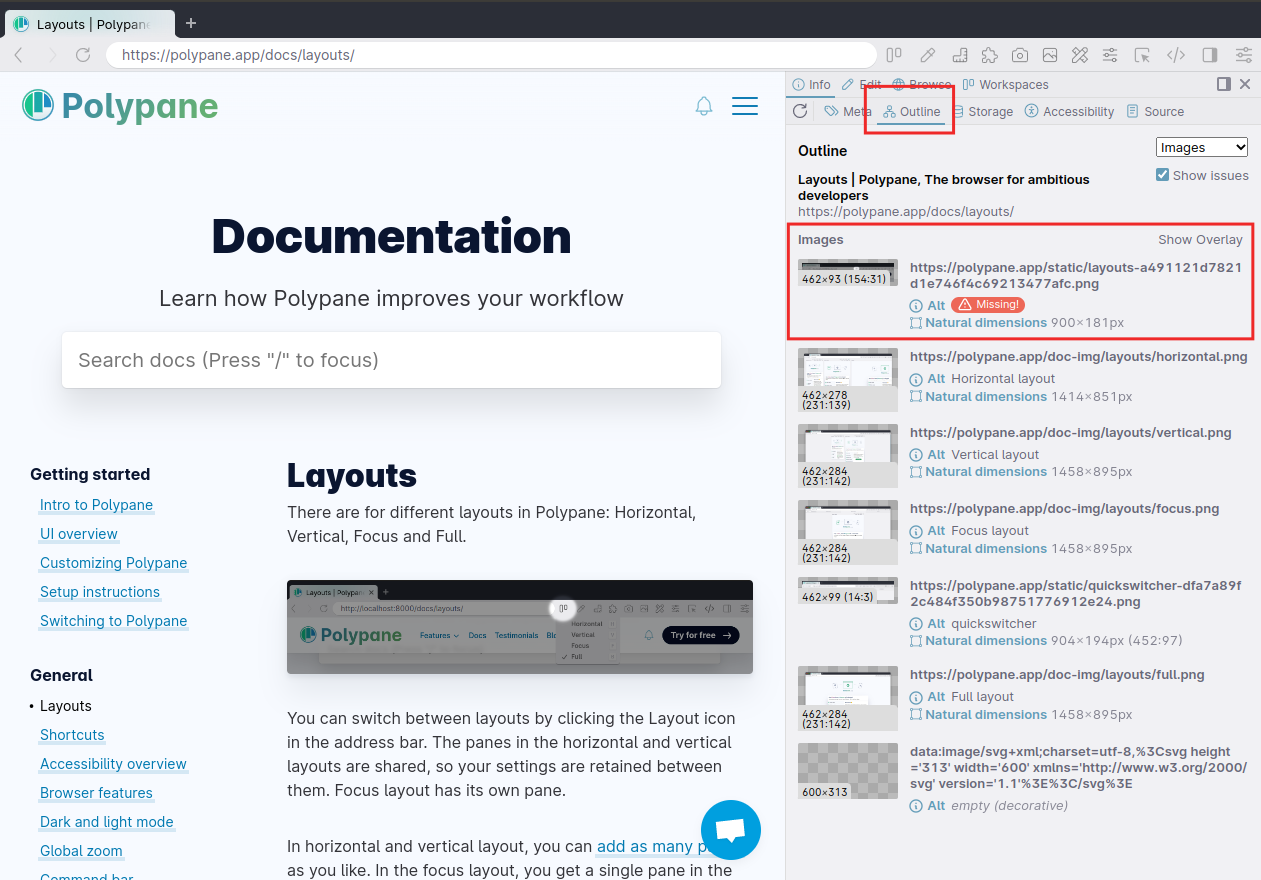 Layouts | Polypane
https://polypane.app/docs/layouts/
Polypane
Documentation
Learn how Polypane improves your workflow
Search docs (Press "/" to focus)
Getting started
Intro to Polypane
UI overview
Customizing Polypane
Setup instructions
Switching to Polypane
General
Layouts
Shortcuts
Accessibility overview
Browser features
Dark and light mode
Global zoom
Command bar
Layouts
There are for different layouts in Polypane: Horizontal,
Vertical, Focus and Full.
Layouts | Polypan
http://localhost:8000/docs/layouts/
Polypane
Features
Docs
Testimonials
Blo
Try for free
Horizontal
Vertical
Focus
Full
You can switch between layouts by clicking the Layout icon
in the address bar. The panes in the horizontal and vertical
layouts are shared, so your settings are retained between
them. Focus layout has its own pane.
In horizontal and vertical layout, you can add as many p
as you like. In the focus layout, you get a single pane in the
Info Edit Browse Workspaces
Meta Outline Storage Accessibility Source
Outline
Images
Show issues
Layouts | Polypane, The browser for ambitious
developers
https://polypane.app/docs/layouts/
Images
Show Overlay
462×93 (154:31)
https://polypane.app/static/layouts-a491121d7821
d1e746f4c69213477afc.png
Alt Missing!
Natural dimensions 900×181px
462×278
(231:139)
https://polypane.app/doc-img/layouts/horizontal.png
Alt Horizontal layout
Natural dimensions 1414×851px
462×284
(231:142)
https://polypane.app/doc-img/layouts/vertical.png
Alt Vertical layout
Natural dimensions 1458×895px
462×284
(231:142)
https://polypane.app/doc-img/layouts/focus.png
Alt Focus layout
Natural dimensions 1458×895px
462×99 (14:3)
https://polypane.app/static/quickswitcher-dfa7a89f
2c484f350b98751776912e24.png
Alt quickswitcher
Natural dimensions 904×194px (452:97)
462×284
(231:142)
https://polypane.app/doc-img/layouts/full.png
Alt Full layout
Natural dimensions 1458×895px
600×313
data:image/svg+xml;charset=utf-8,%3Csvg height
='313' width='600' xmlns='http://www.w3.org/2000/
svg' version='1.1'%3E%3C/svg%3E
Alt empty (decorative)